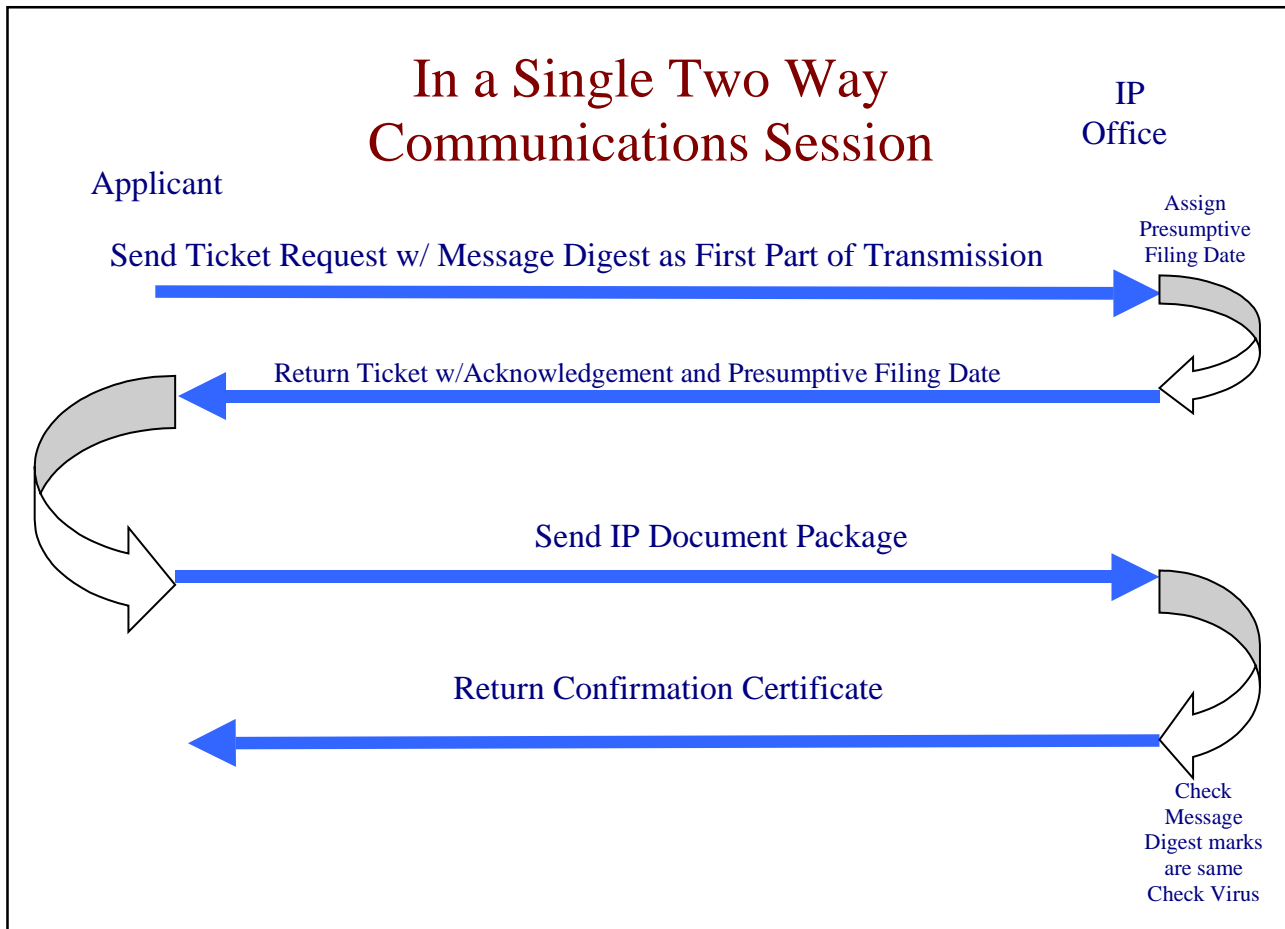 In a Single Two Way
Communications Session
IP
Office
Applicant
Assign
Presumptive
Filing Date
Send Ticket Request w/ Message Digest as First Part of Transmission
Return Ticket w/Acknowledgement and Presumptive Filing Date
Send IP Document Package
Return Confirmation Certificate
Check
Message
Digest marks
are same
Check Virus